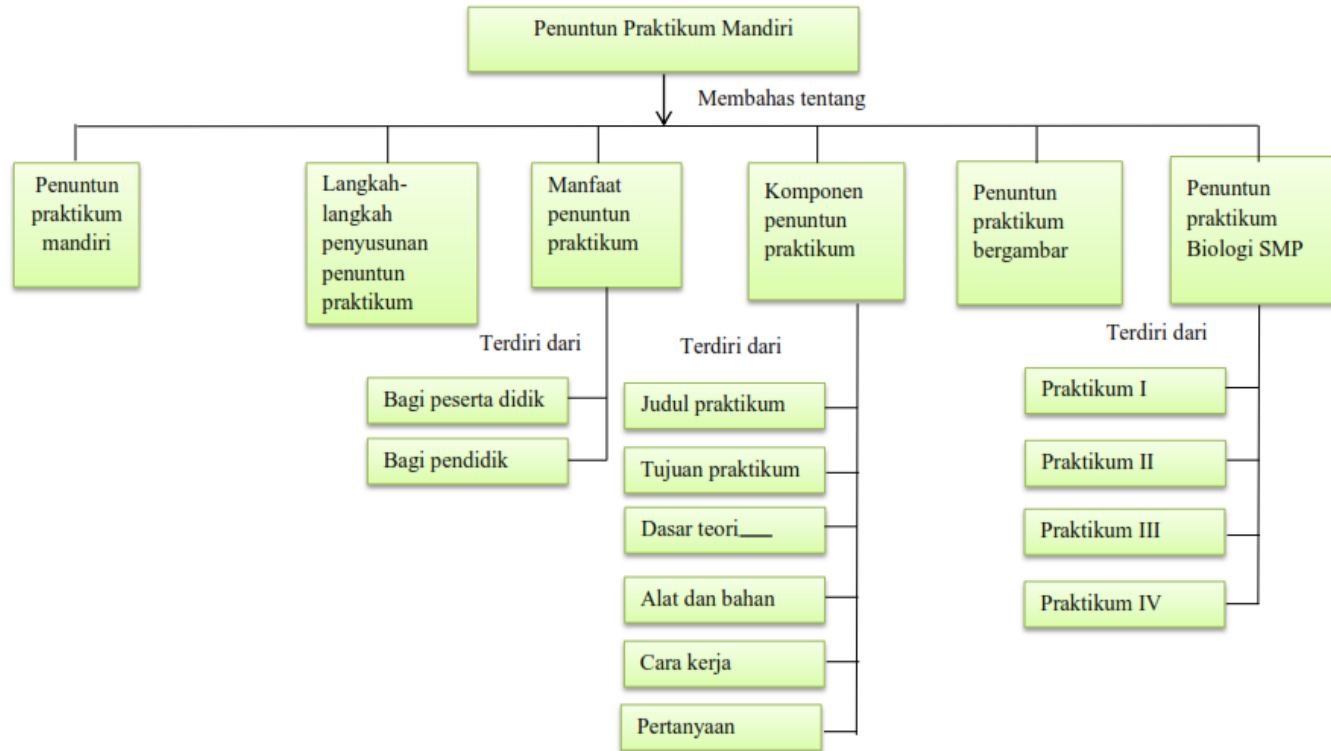 Penuntun Praktikum Mandiri
Membahas tentang
Penuntun
praktikum
mandiri
Langkah-
langkah
penyusunan
penuntun
praktikum
Manfaat
penuntun
praktikum
Komponen
penuntun
praktikum
Penuntun
praktikum
bergambar
Penuntun
praktikum
Biologi SMP
Terdiri dari
Bagi peserta didik
Bagi pendidik
Terdiri dari
Judul praktikum
Tujuan praktikum
Dasar teori
Alat dan bahan
Cara kerja
Pertanyaan
Terdiri dari
Praktikum I
Praktikum II
Praktikum III
Praktikum IV